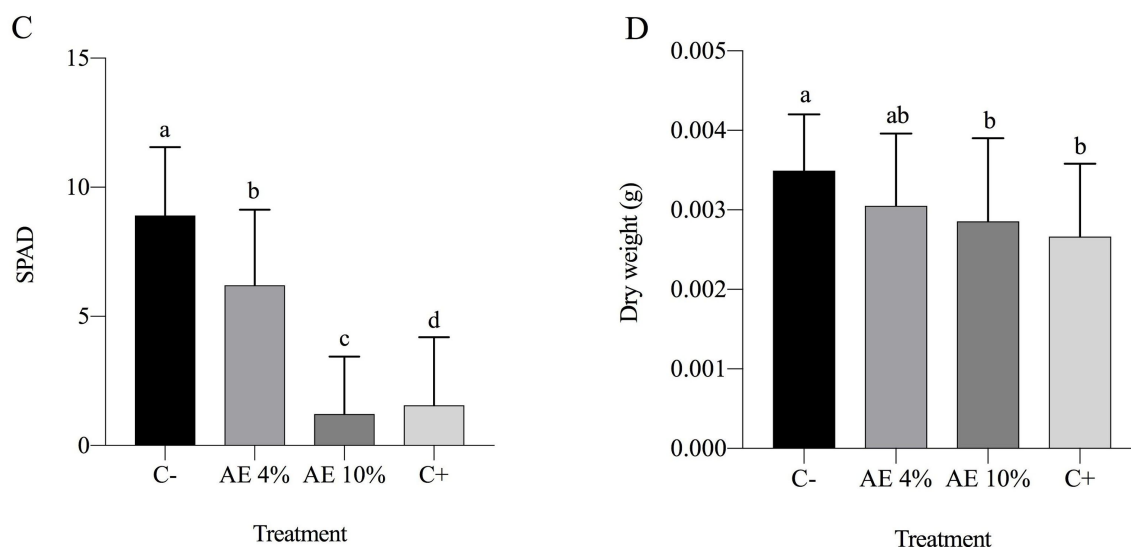 C
15
10
5
0
SPAD
a
b
c
d
C-
AE 4%
AE 10%
C+
Treatment
D
0.005
0.004
0.003
0.002
0.001
0.000
Dry weight (g)
a
ab
b
b
C-
AE 4%
AE 10%
C+
Treatment